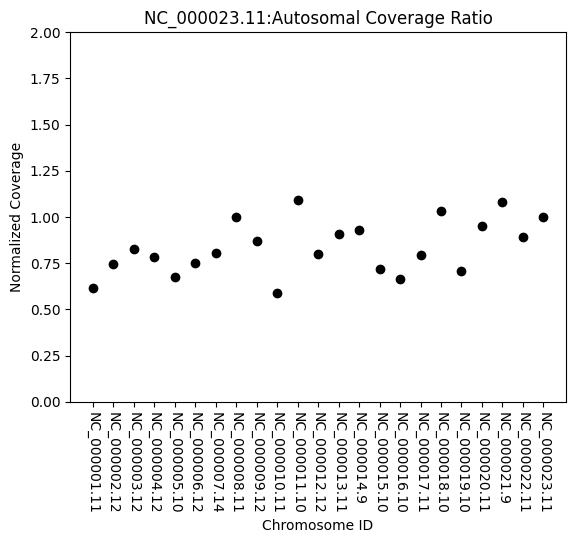 NC_000023.11:Autosomal Coverage Ratio
2.00
1.75
1.50
1.25
1.00
0.75
0.50
0.25
0.00
Normalized Coverage
NC_000001.11
NC_000002.12
NC_000003.12
NC_000004.12
NC_000005.10
NC_000006.12
NC_000007.14
NC_000008.11
NC_000009.12
NC_000010.11
NC_000011.10
NC_000012.12
NC_000013.11
NC_000014.9
NC_000015.10
NC_000016.10
NC_000017.11
NC_000018.10
NC_000019.10
NC_000020.11
NC_000021.9
NC_000022.11
NC_000023.11
Chromosome ID